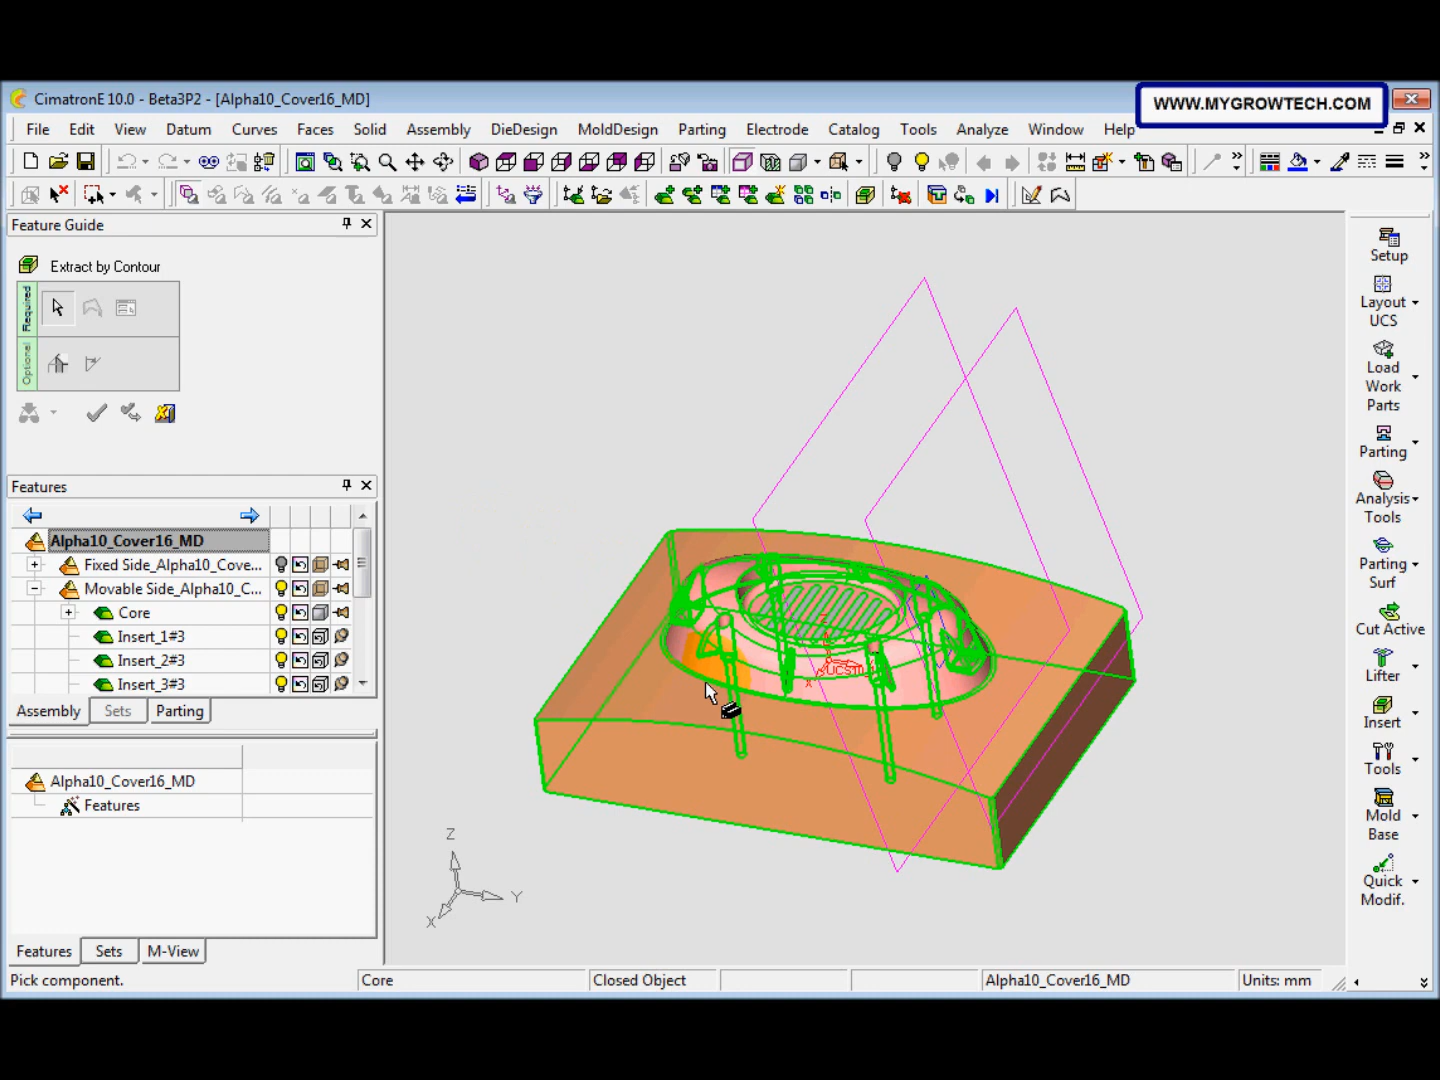 CimatronE 10.0 - Beta3P2 - [Alpha10_Cover16_MD]
WWW.MYGROWTECH.COM
File Edit View Datum Curves Faces Solid Assembly DieDesign MoldDesign Parting Electrode Catalog Tools Analyze Window Help
Feature Guide
Extract by Contour
Required
Optional
Features
Alpha10_Cover16_MD
Fixed Side_Alpha10_Cove...
Movable Side_Alpha10_C...
Core
Insert_1#3
Insert_2#3
Insert_3#3
Assembly Sets Parting
Alpha10_Cover16_MD
Features
Features Sets M-View
Z
Y
X
UCS
X
Setup
Layout
UCS
Load
Work
Parts
Parting
Analysis
Tools
Parting
Surf
Cut Active
Lifter
Insert
Tools
Mold
Base
Quick
Modif.
Pick component. Core Closed Object Alpha10_Cover16_MD Units: mm